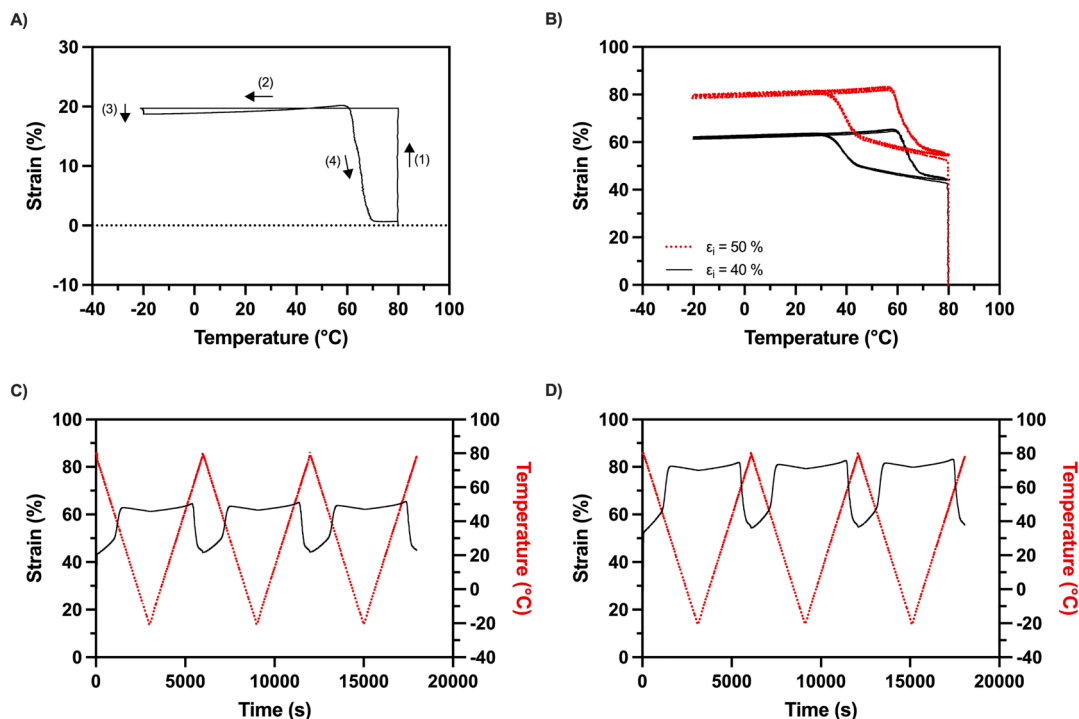 A)
30
20
10
0
-10
Strain (%)
(3)
(2)
(4)
(1)
-40 -20 0 20 40 60 80 100
Temperature (°C)
B)
100
80
60
40
20
0
Strain (%)
εi = 50 %
εi = 40 %
-40 -20 0 20 40 60 80 100
Temperature (°C)
C)
100
80
60
40
20
0
Strain (%)
100
80
60
40
20
0
-20
-40
Temperature (°C)
0 5000 10000 15000 20000
Time (s)
D)
100
80
60
40
20
0
Strain (%)
100
80
60
40
20
0
-20
-40
Temperature (°C)
0 5000 10000 15000 20000
Time (s)